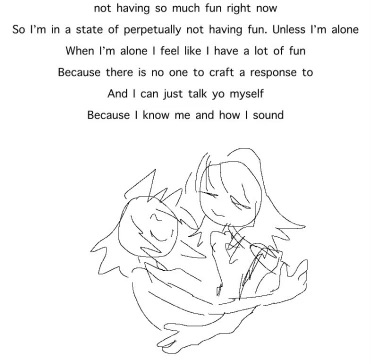 not having so much fun right now
So I'm in a state of perpetually not having fun. Unless I'm alone
When I'm alone I feel like I have a lot of fun
Because there is no one to craft a response to
And I can just talk yo myself
Because I know me and how I sound